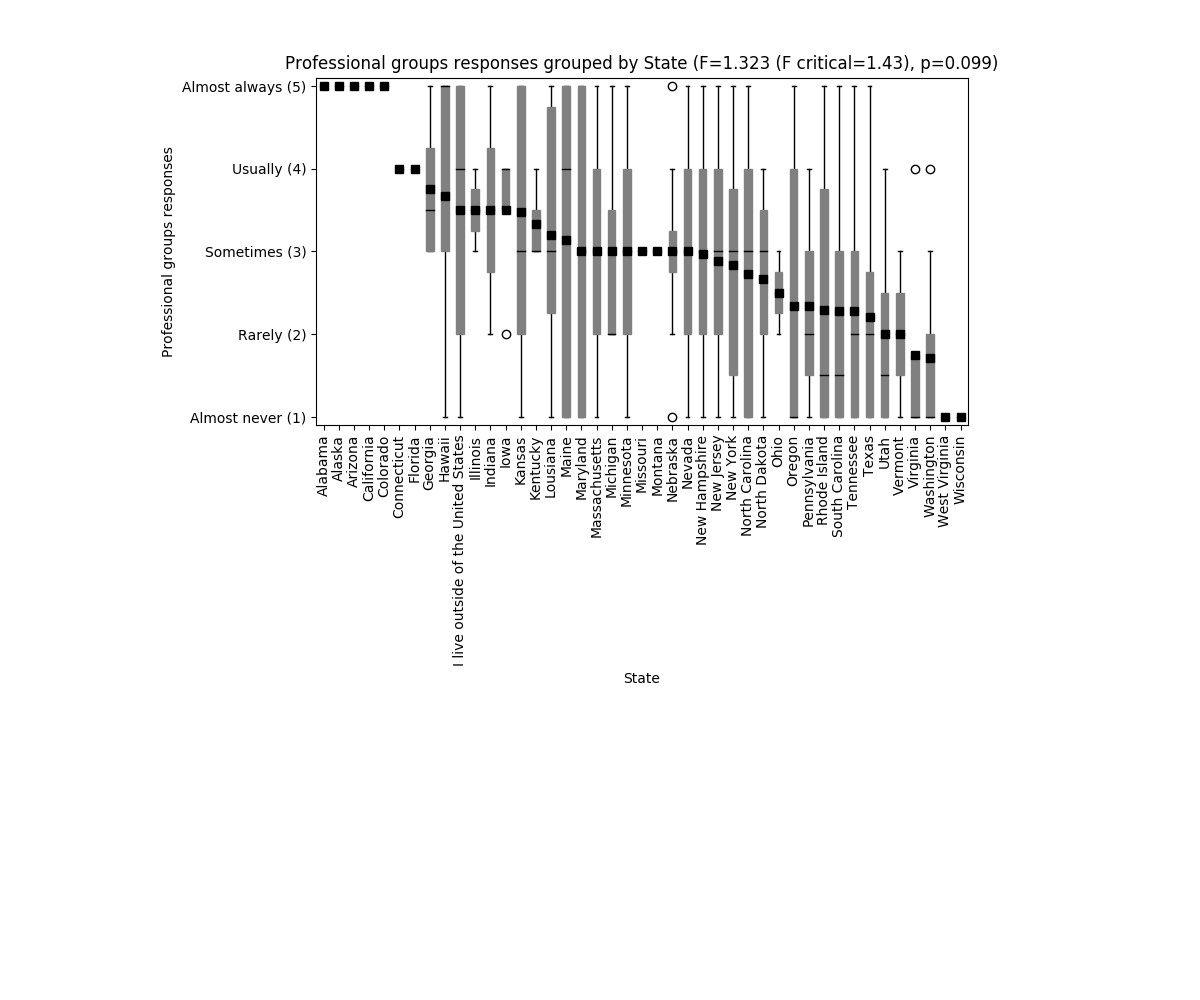 Professional groups responses grouped by State (F=1.323 (F critical=1.43), p=0.099)
Professional groups responses
Almost always (5)
Usually (4)
Sometimes (3)
Rarely (2)
Almost never (1)
Alabama
Alaska
Arizona
California
Colorado
Connecticut
Florida
Georgia
Hawaii
I live outside of the United States
Illinois
Indiana
Iowa
Kansas
Kentucky
Lousiana
Maine
Maryland
Massachusetts
Michigan
Minnesota
Missouri
Montana
Nebraska
Nevada
New Hampshire
New Jersey
New York
North Carolina
North Dakota
Ohio
Oregon
Pennsylvania
Rhode Island
South Carolina
Tennessee
Texas
Utah
Vermont
Virginia
Washington
West Virginia
Wisconsin
State